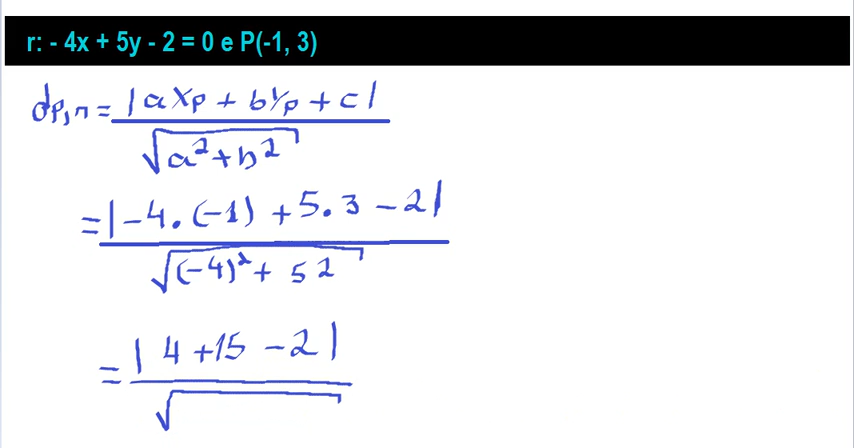 r: - 4x + 5y - 2 = 0 e P(-1, 3)
dP,r = |aXp + bYp + c|
√a² + b²
= |-4.(-1) + 5.3 - 2|
√(-4)² + 52
= | 4 + 15 - 2 |
√